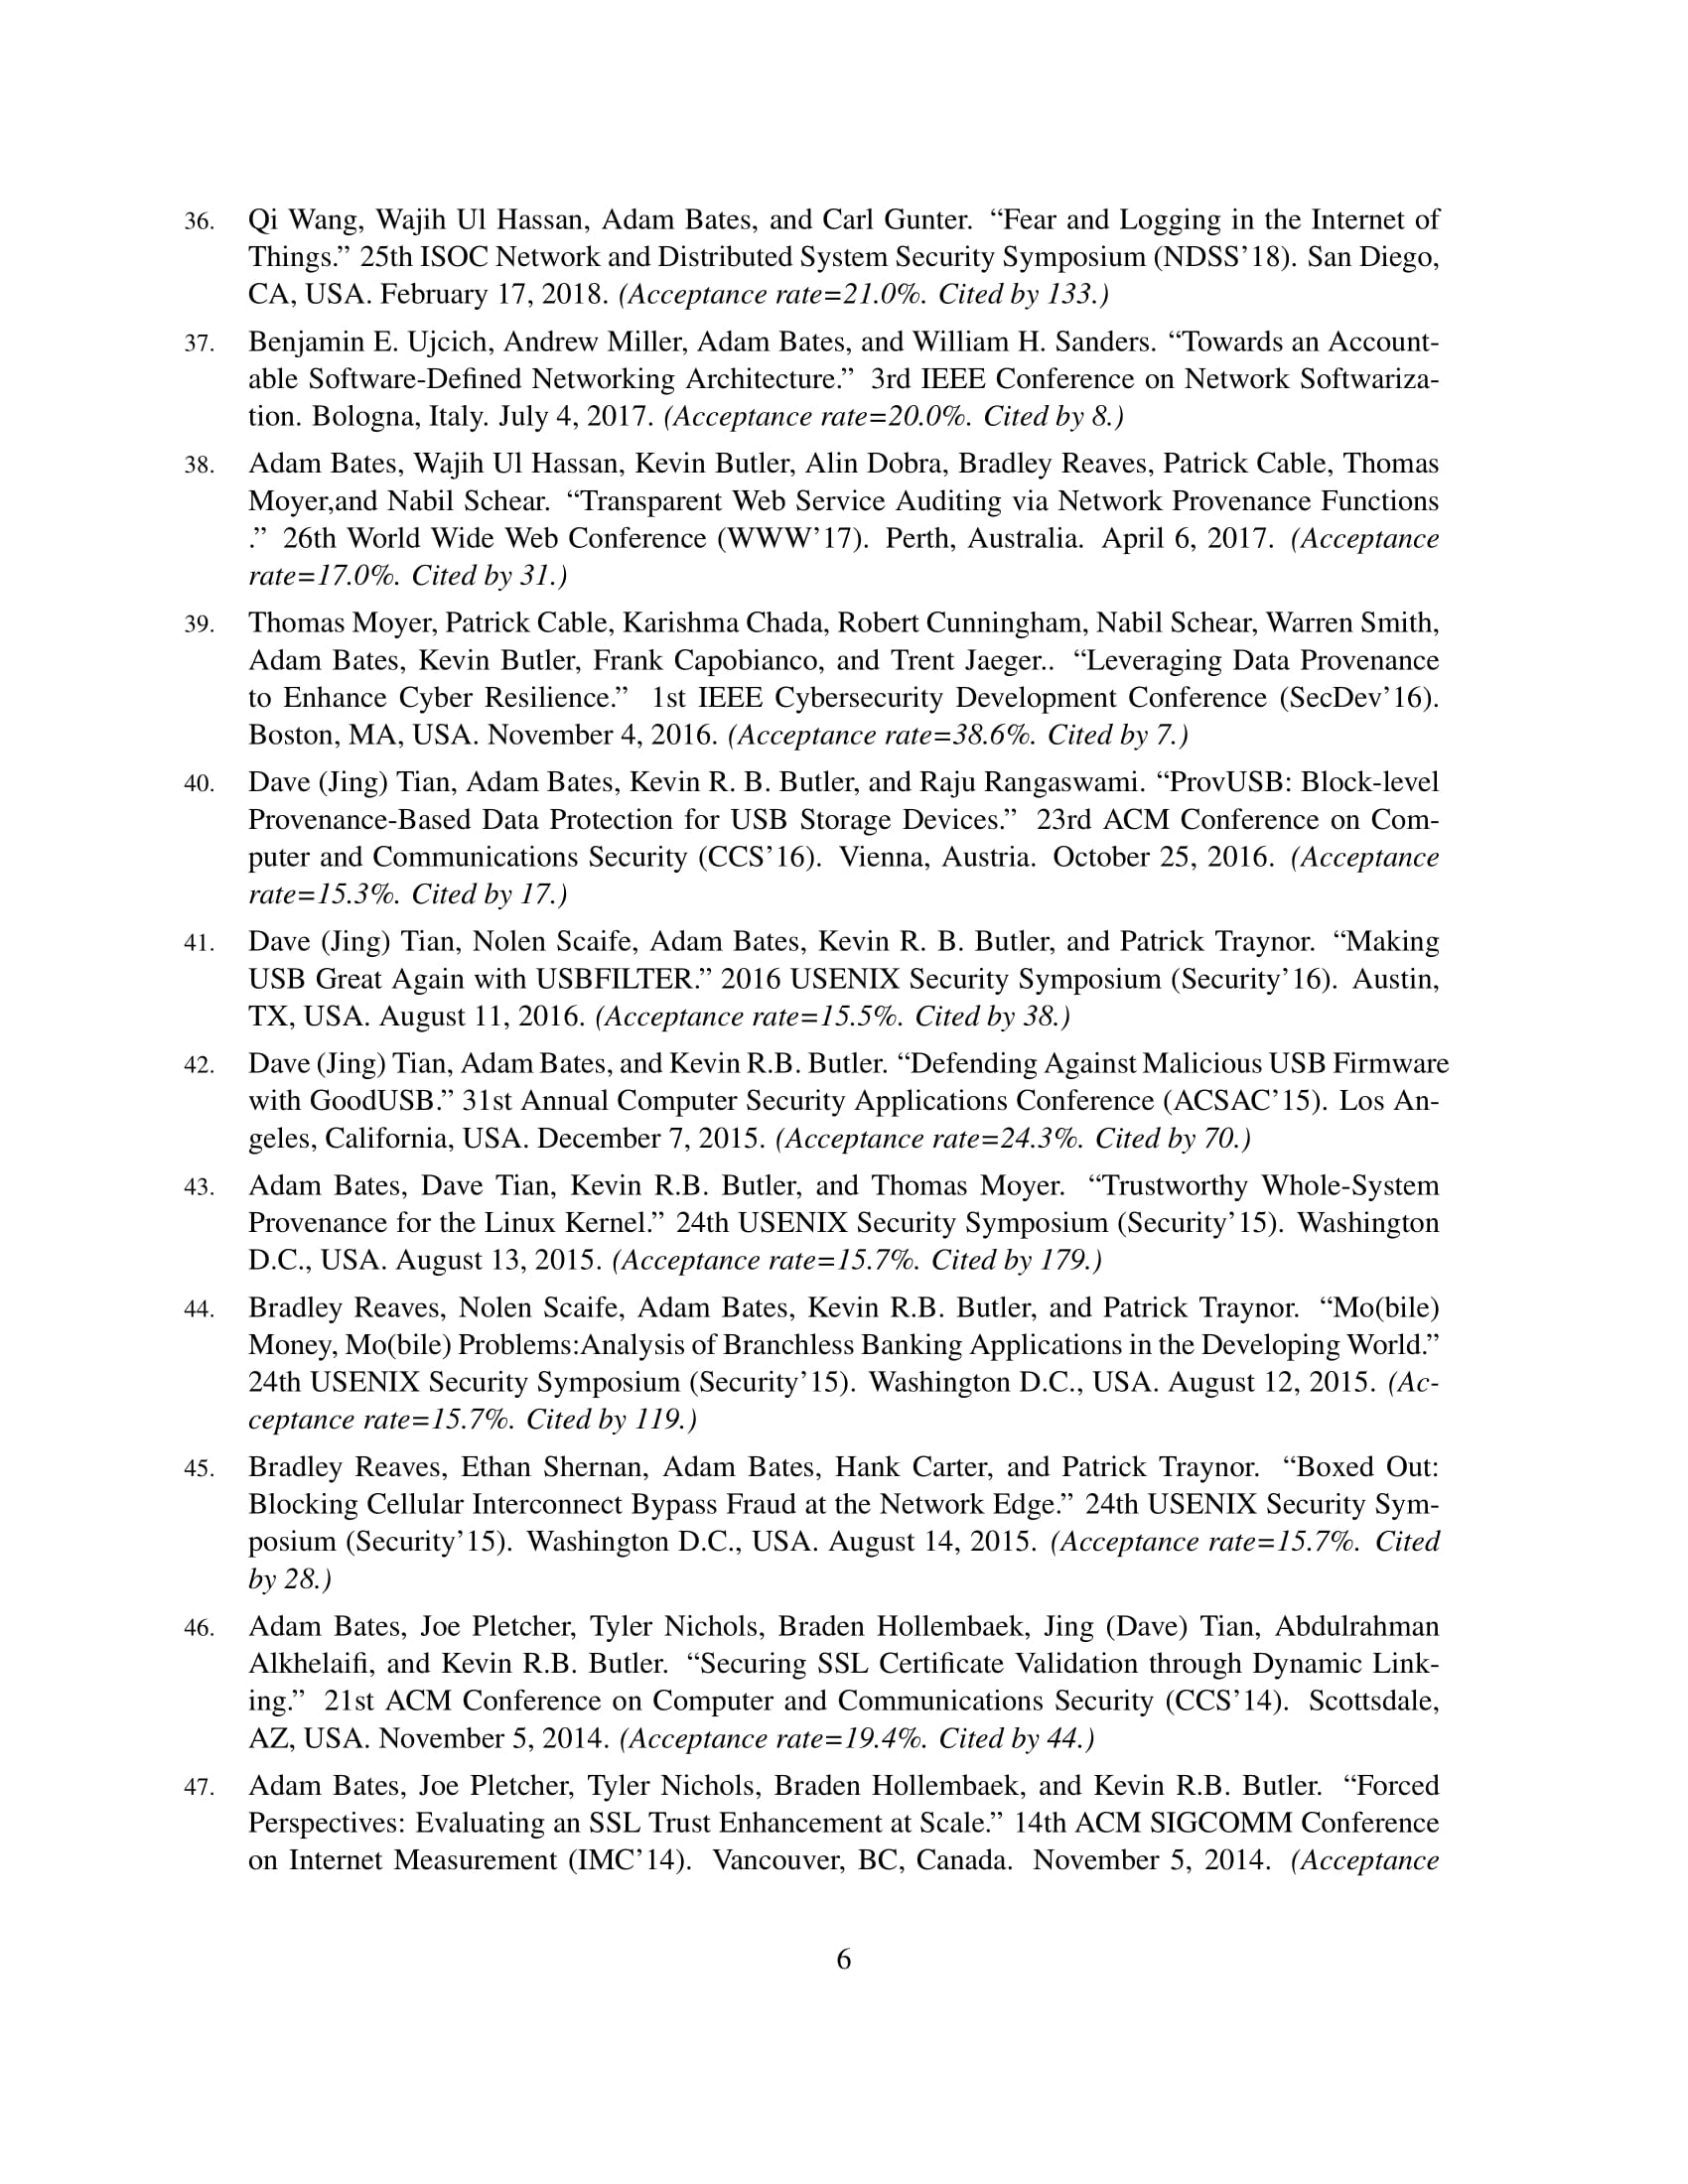 36. Qi Wang, Wajih Ul Hassan, Adam Bates, and Carl Gunter. “Fear and Logging in the Internet of
Things.” 25th ISOC Network and Distributed System Security Symposium (NDSS’18). San Diego,
CA, USA. February 17, 2018. (Acceptance rate=21.0%. Cited by 133.)
37. Benjamin E. Ujcich, Andrew Miller, Adam Bates, and William H. Sanders. “Towards an Account-
able Software-Defined Networking Architecture.” 3rd IEEE Conference on Network Softwariza-
tion. Bologna, Italy. July 4, 2017. (Acceptance rate=20.0%. Cited by 8.)
38. Adam Bates, Wajih Ul Hassan, Kevin Butler, Alin Dobra, Bradley Reaves, Patrick Cable, Thomas
Moyer,and Nabil Schear. “Transparent Web Service Auditing via Network Provenance Functions
.” 26th World Wide Web Conference (WWW’17). Perth, Australia. April 6, 2017. (Acceptance
rate=17.0%. Cited by 31.)
39. Thomas Moyer, Patrick Cable, Karishma Chada, Robert Cunningham, Nabil Schear, Warren Smith,
Adam Bates, Kevin Butler, Frank Capobianco, and Trent Jaeger.. “Leveraging Data Provenance
to Enhance Cyber Resilience.” 1st IEEE Cybersecurity Development Conference (SecDev’16).
Boston, MA, USA. November 4, 2016. (Acceptance rate=38.6%. Cited by 7.)
40. Dave (Jing) Tian, Adam Bates, Kevin R. B. Butler, and Raju Rangaswami. “ProvUSB: Block-level
Provenance-Based Data Protection for USB Storage Devices.” 23rd ACM Conference on Com-
puter and Communications Security (CCS’16). Vienna, Austria. October 25, 2016. (Acceptance
rate=15.3%. Cited by 17.)
41. Dave (Jing) Tian, Nolen Scaife, Adam Bates, Kevin R. B. Butler, and Patrick Traynor. “Making
USB Great Again with USBFILTER.” 2016 USENIX Security Symposium (Security’16). Austin,
TX, USA. August 11, 2016. (Acceptance rate=15.5%. Cited by 38.)
42. Dave (Jing) Tian, Adam Bates, and Kevin R.B. Butler. “Defending Against Malicious USB Firmware
with GoodUSB.” 31st Annual Computer Security Applications Conference (ACSAC’15). Los An-
geles, California, USA. December 7, 2015. (Acceptance rate=24.3%. Cited by 70.)
43. Adam Bates, Dave Tian, Kevin R.B. Butler, and Thomas Moyer. “Trustworthy Whole-System
Provenance for the Linux Kernel.” 24th USENIX Security Symposium (Security’15). Washington
D.C., USA. August 13, 2015. (Acceptance rate=15.7%. Cited by 179.)
44. Bradley Reaves, Nolen Scaife, Adam Bates, Kevin R.B. Butler, and Patrick Traynor. “Mo(bile)
Money, Mo(bile) Problems:Analysis of Branchless Banking Applications in the Developing World.”
24th USENIX Security Symposium (Security’15). Washington D.C., USA. August 12, 2015. (Ac-
ceptance rate=15.7%. Cited by 119.)
45. Bradley Reaves, Ethan Shernan, Adam Bates, Hank Carter, and Patrick Traynor. “Boxed Out:
Blocking Cellular Interconnect Bypass Fraud at the Network Edge.” 24th USENIX Security Sym-
posium (Security’15). Washington D.C., USA. August 14, 2015. (Acceptance rate=15.7%. Cited
by 28.)
46. Adam Bates, Joe Pletcher, Tyler Nichols, Braden Hollembaek, Jing (Dave) Tian, Abdulrahman
Alkhelaifi, and Kevin R.B. Butler. “Securing SSL Certificate Validation through Dynamic Link-
ing.” 21st ACM Conference on Computer and Communications Security (CCS’14). Scottsdale,
AZ, USA. November 5, 2014. (Acceptance rate=19.4%. Cited by 44.)
47. Adam Bates, Joe Pletcher, Tyler Nichols, Braden Hollembaek, and Kevin R.B. Butler. “Forced
Perspectives: Evaluating an SSL Trust Enhancement at Scale.” 14th ACM SIGCOMM Conference
on Internet Measurement (IMC’14). Vancouver, BC, Canada. November 5, 2014. (Acceptance
6